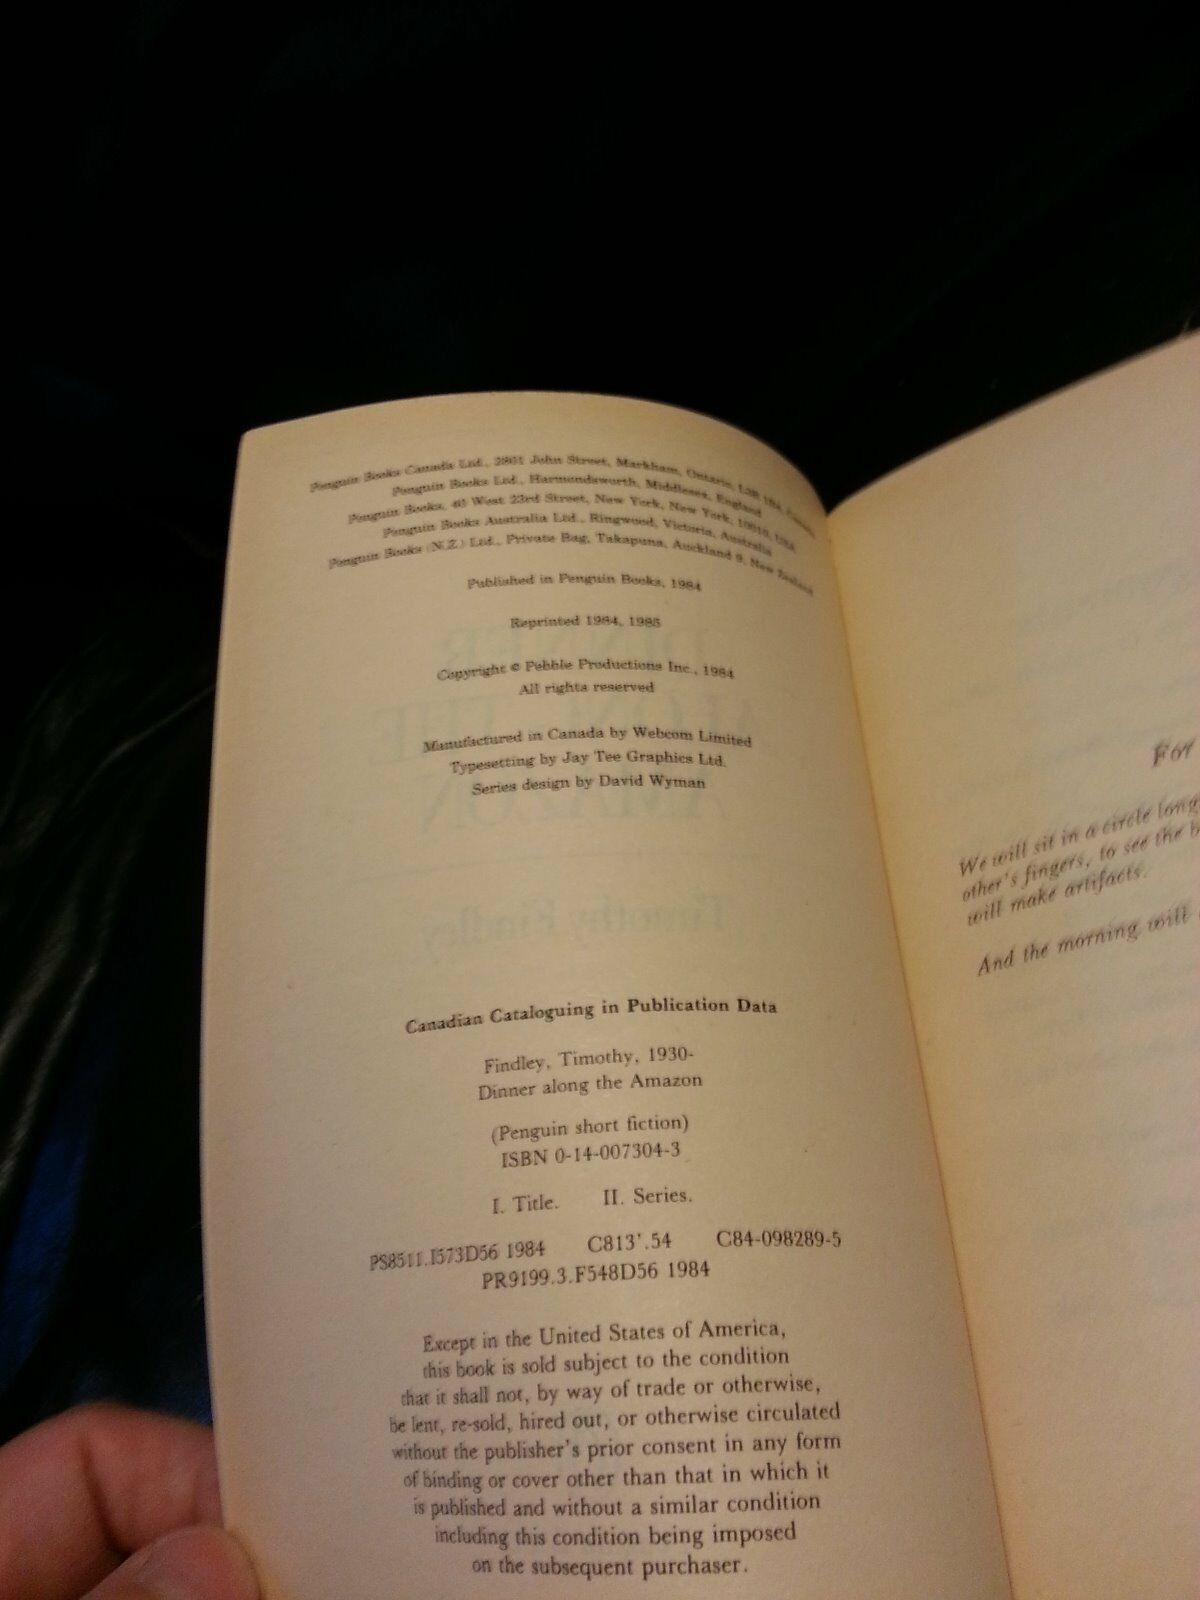 Penguin Books Canada Ltd., 2801 John Street, Markham, Ontario, L3R 1B4, Canada
Penguin Books Ltd., Harmondsworth, Middlesex, England
Penguin Books, 40 West 23rd Street, New York, New York, 10010, USA
Penguin Books Australia Ltd., Ringwood, Victoria, Australia
Penguin Books (N.Z.) Ltd., Private Bag, Takapuna, Auckland 9, New Zealand
Published in Penguin Books, 1984
Reprinted 1984, 1985
Copyright © Pebble Productions Inc., 1984
All rights reserved
Manufactured in Canada by Webcom Limited
Typesetting by Jay Tee Graphics Ltd.
Series design by David Wyman
Canadian Cataloguing in Publication Data
Findley, Timothy, 1930-
Dinner along the Amazon
(Penguin short fiction)
ISBN 0-14-007304-3
I. Title. II. Series.
PS8511.I573D56 1984 C813'.54 C84-098289-5
PR9199.3.F548D56 1984
Except in the United States of America,
this book is sold subject to the condition
that it shall not, by way of trade or otherwise,
be lent, re-sold, hired out, or otherwise circulated
without the publisher's prior consent in any form
of binding or cover other than that in which it
is published and without a similar condition
including this condition being imposed
on the subsequent purchaser.
For
We will sit in a circle long
other's fingers, to see the
will make artifacts.
And the morning will